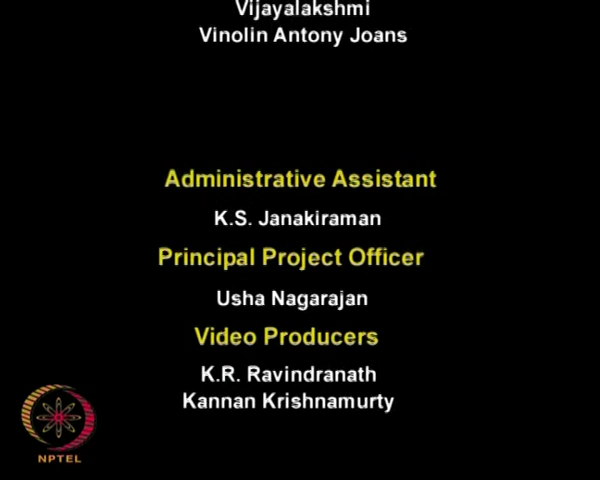 Vijayalakshmi
Vinolin Antony Joans
Administrative Assistant
K.S. Janakiraman
Principal Project Officer
Usha Nagarajan
Video Producers
K.R. Ravindranath
Kannan Krishnamurty
NPTEL